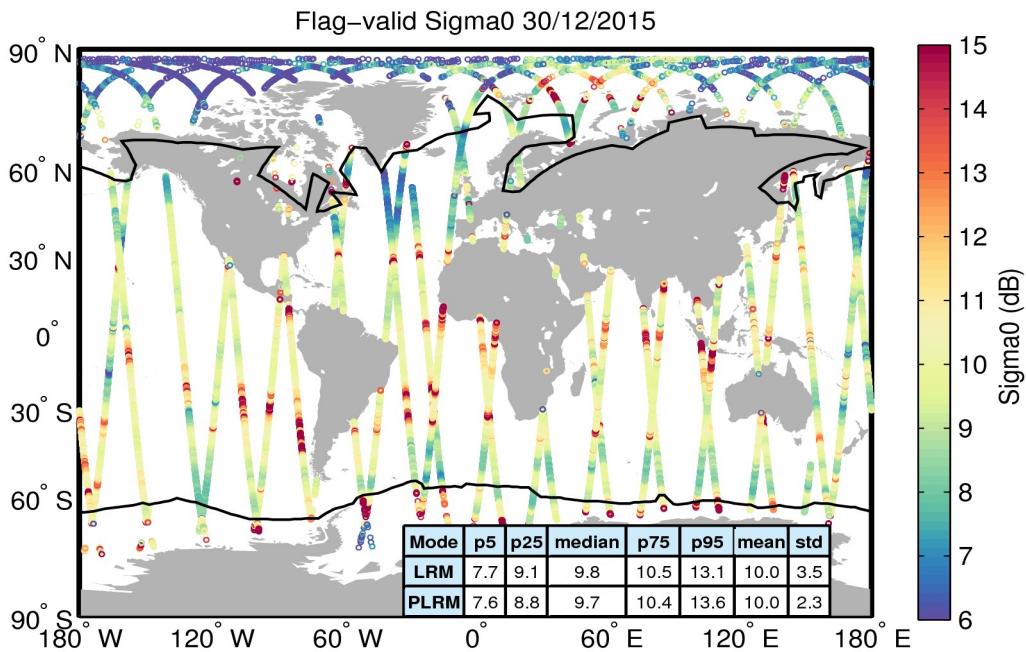 Flag−valid Sigma0 30/12/2015
90° N
60° N
30° N
0°
30° S
60° S
90° S
180° W
120° W
60° W
0°
60° E
120° E
180° E
Mode p5 p25 median p75 p95 mean std
LRM 7.7 9.1 9.8 10.5 13.1 10.0 3.5
PLRM 7.6 8.8 9.7 10.4 13.6 10.0 2.3
15
14
13
12
11
10
9
8
7
6
Sigma0 (dB)